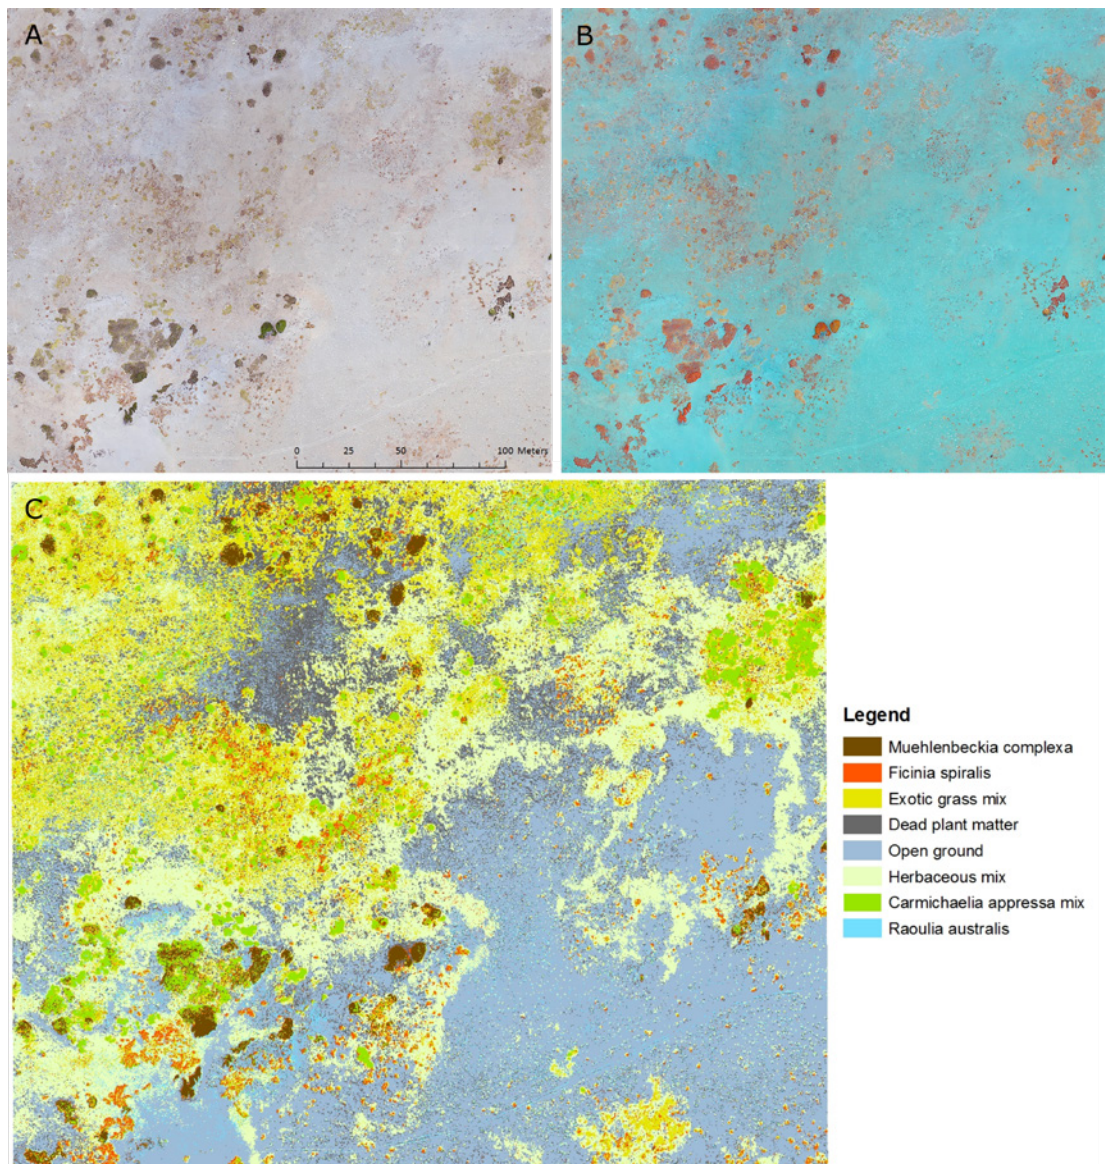 A
B
0 25 50 100 Meters
C
Legend
Muehlenbeckia complexa
Ficinia spiralis
Exotic grass mix
Dead plant matter
Open ground
Herbaceous mix
Carmichaelia appressa mix
Raoulia australis